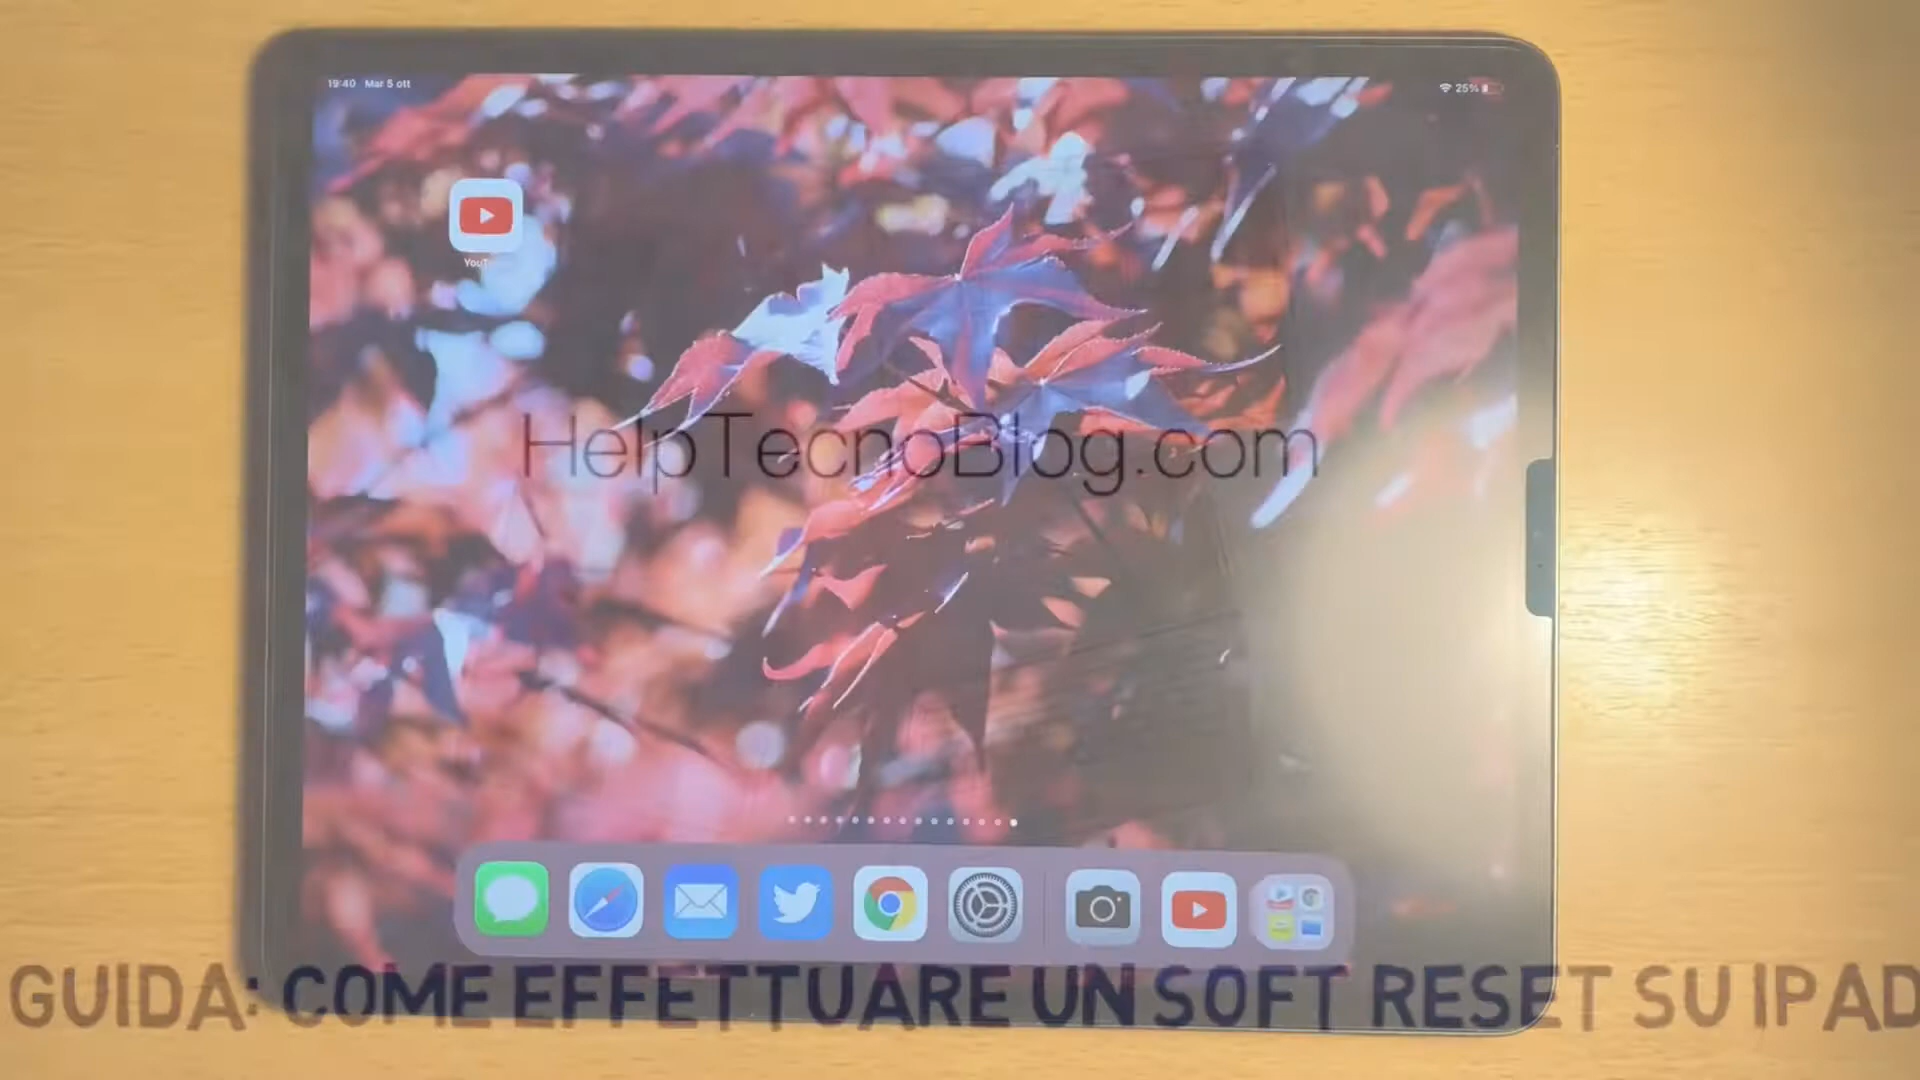 19:40 Mar 5 ott
25%
HelpTecnoBlog.com
GUIDA: COME EFFETTUARE UN SOFT RESET SU IPAD